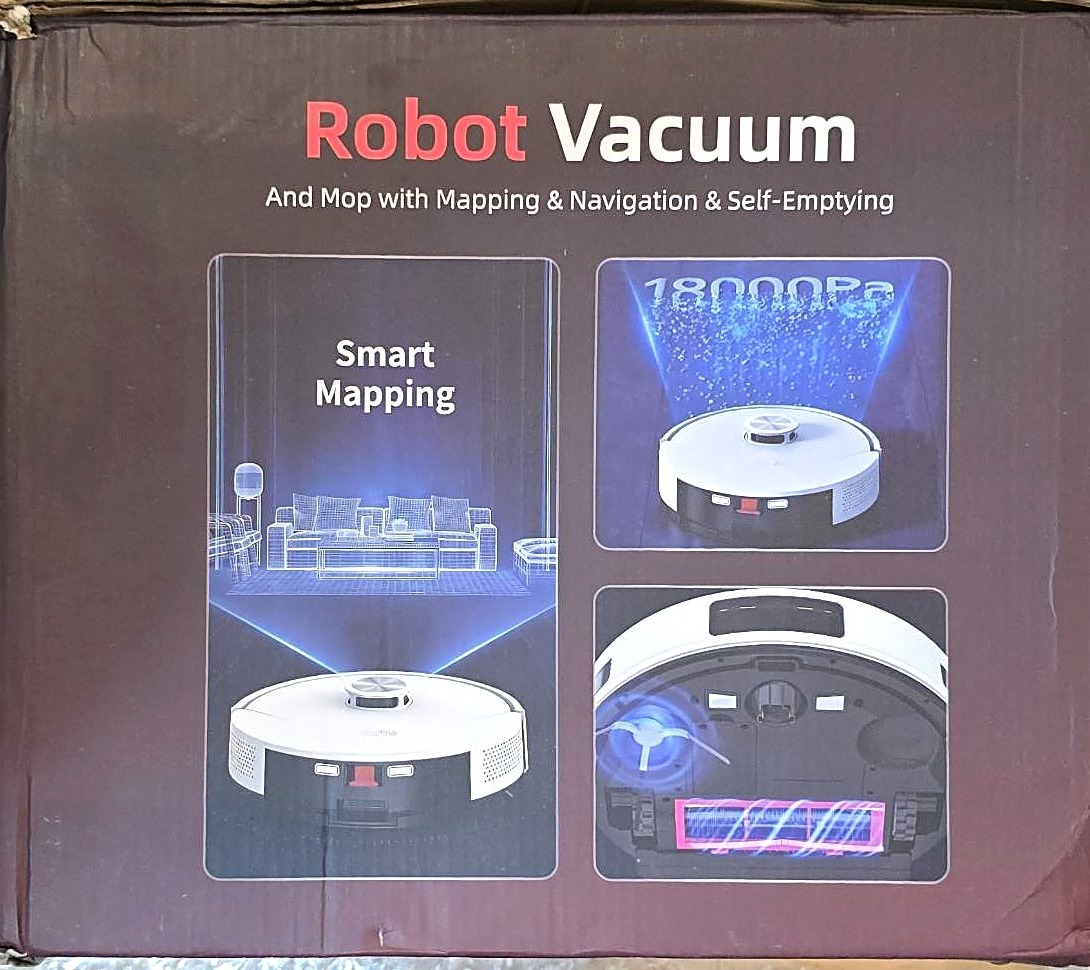 Robot Vacuum
And Mop with Mapping & Navigation & Self-Emptying
Smart
Mapping
18000Pa